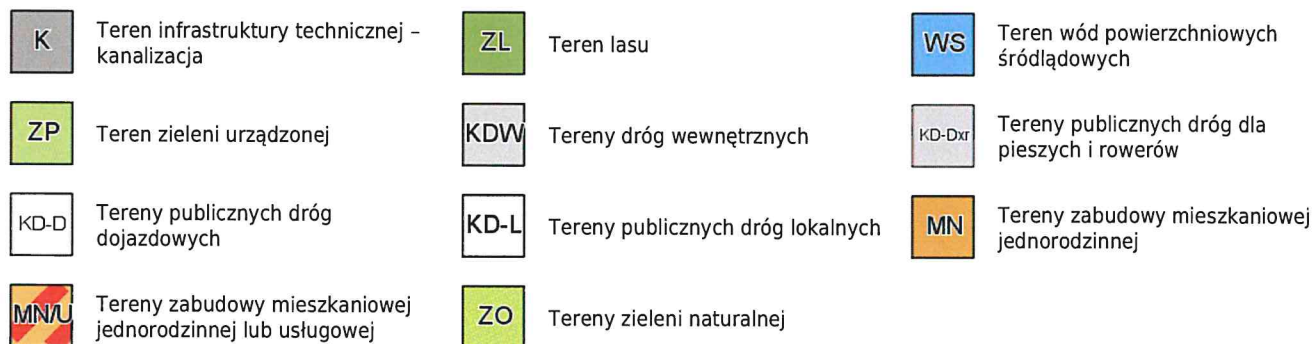 K
Teren infrastruktury technicznej –
kanalizacja
ZL
Teren lasu
WS
Teren wód powierzchniowych
śródlądowych
ZP
Teren zieleni urządzonej
KDW
Tereny dróg wewnętrznych
KD-Dxr
Tereny publicznych dróg dla
pieszych i rowerów
KD-D
Tereny publicznych dróg
dojazdowych
KD-L
Tereny publicznych dróg lokalnych
MN
Tereny zabudowy mieszkaniowej
jednorodzinnej
MN/U
Tereny zabudowy mieszkaniowej
jednorodzinnej lub usługowej
ZO
Tereny zieleni naturalnej